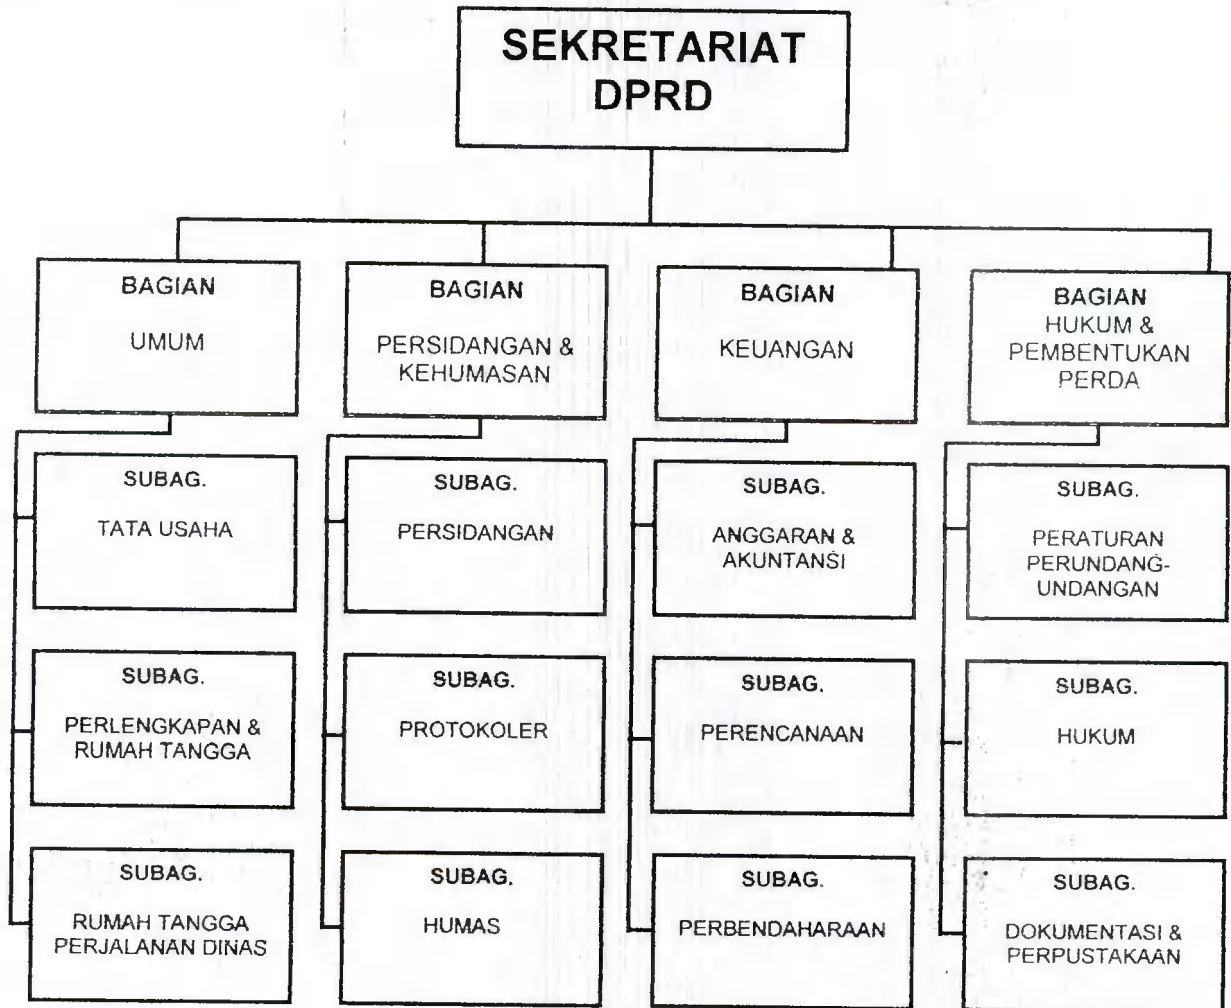 SEKRETARIAT
DPRD
BAGIAN
UMUM
BAGIAN
PERSIDANGAN &
KEHUMASAN
BAGIAN
KEUANGAN
BAGIAN
HUKUM &
PEMBENTUKAN
PERDA
SUBAG.
TATA USAHA
SUBAG.
PERSIDANGAN
SUBAG.
ANGGARAN &
AKUNTANSI
SUBAG.
PERATURAN
PERUNDANG-
UNDANGAN
SUBAG.
PERLENGKAPAN &
RUMAH TANGGA
SUBAG.
PROTOKOLER
SUBAG.
PERENCANAAN
SUBAG.
HUKUM
SUBAG.
RUMAH TANGGA
PERJALANAN DINAS
SUBAG.
HUMAS
SUBAG.
PERBENDAHARAAN
SUBAG.
DOKUMENTASI &
PERPUSTAKAAN